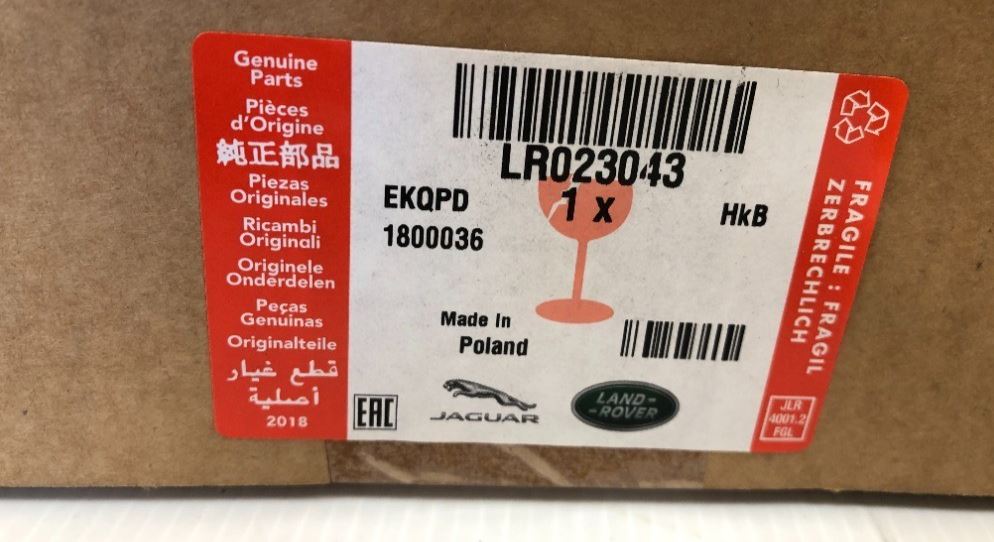 Genuine
Parts
Pièces
d'Origine
純正部品
Piezas
Originales
Ricambi
Originali
Originele
Onderdelen
Peças
Genuínas
Originalteile
قطع غيار
أصلية
2018
LR023043
1 x
EKQPD
HkB
1800036
Made In
Poland
EAC
JAGUAR
LAND-
-ROVER
FRAGILE : FRAGIL
ZERBRECHLICH
JLR
4001.2
FGL